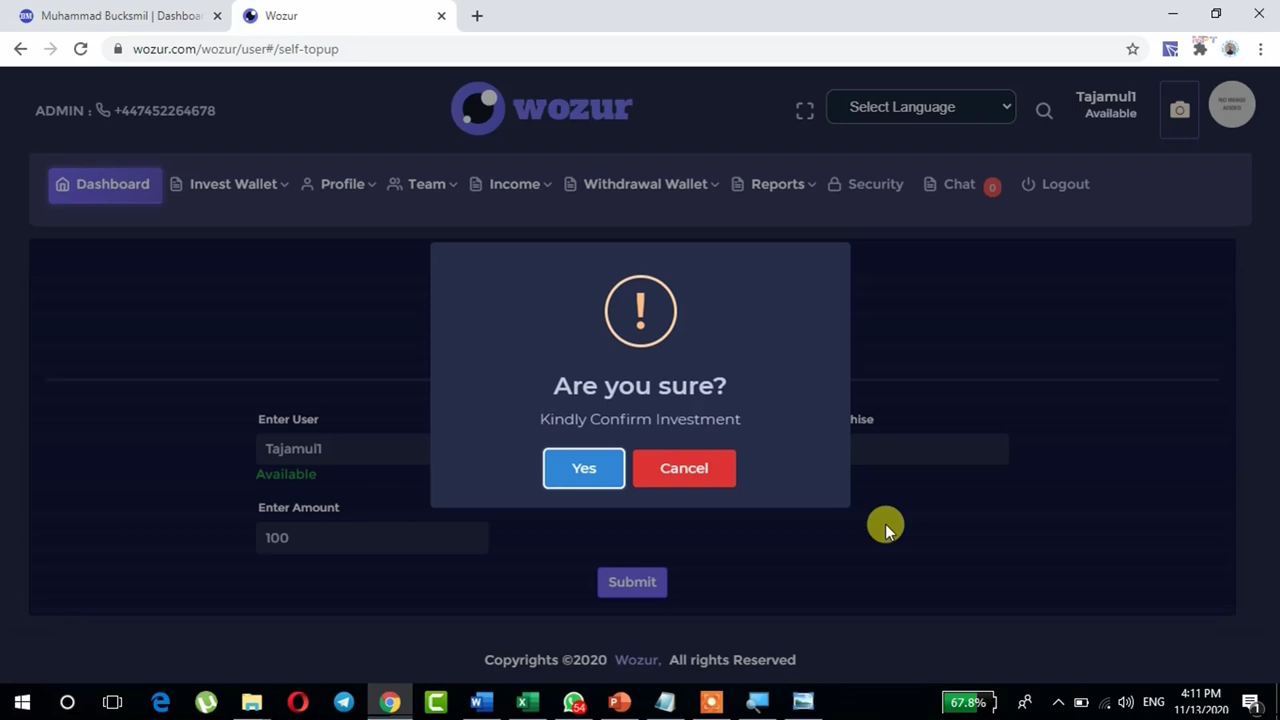 Muhammad Bucksmil | Dashboa
Wozur
wozur.com/wozur/user#/self-topup
ADMIN : +447452264678
wozur
Select Language
Tajamul1
Available
Dashboard
Invest Wallet
Profile
Team
Income
Withdrawal Wallet
Reports
Security
Chat 0
Logout
Are you sure?
Kindly Confirm Investment
Yes
Cancel
Enter User
hise
Tajamul1
Available
Enter Amount
100
Submit
Copyrights ©2020 Wozur, All rights Reserved
54
67.8%
ENG
4:11 PM
11/13/2020
1